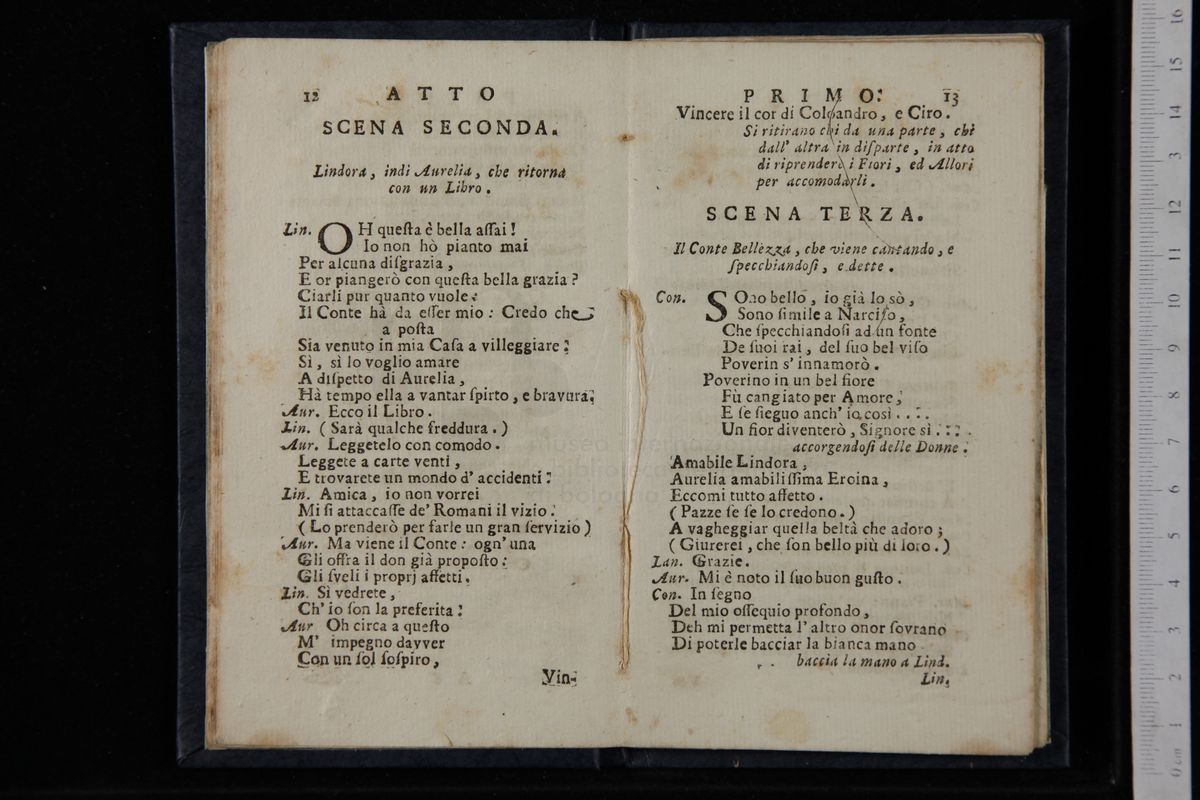 12 ATTO
SCENA SECONDA.
Lindora, indi Aurelia, che ritorna
con un Libro.
Lin. OH queſta è bella aſſai!
Io non hò pianto mai
Per alcuna diſgrazia,
E or piangerò con queſta bella grazia?
Ciarli pur quanto vuole:
Il Conte hà da eſſer mio: Credo che
a poſta
Sia venuto in mia Caſa a villeggiare:
Sì, sì lo voglio amare
A diſpetto di Aurelia,
Hà tempo ella a vantar ſpirto, e bravura;
Aur. Ecco il Libro.
Lin. (Sarà qualche freddura.)
Aur. Leggetelo con comodo.
Leggete a carte venti,
E trovarete un mondo d' accidenti:
Lin. Amica, io non vorrei
Mi ſi attaccaſſe de' Romani il vizio.
(Lo prenderò per farle un gran ſervizio)
Aur. Ma viene il Conte: ogn' una
Gli offra il don già propoſto:
Gli ſveli i proprj affetti.
Lin. Sì vedrete,
Ch' io ſon la preferita:
Aur Oh circa a queſto
M' impegno davver
Con un ſol ſoſpiro,
Vin-
PRIMO. 13
Vincere il cor di Coloandro, e Ciro.
Si ritirano chi da una parte, chi
dall' altra in diſparte, in atto
di riprendere i Fiori, ed Allori
per accomodarli.
SCENA TERZA.
Il Conte Bellezza, che viene cantando, e
ſpecchiandoſi, e dette.
Con. SOno bello, io già lo sò,
Sono ſimile a Narciſo,
Che ſpecchiandoſi ad un fonte
De ſuoi rai, del ſuo bel viſo
Poverin s' innamorò.
Poverino in un bel fiore
Fù cangiato per Amore,
E ſe ſieguo anch' io così....
Un fior diventerò, Signore sì....
accorgendoſi delle Donne.
Amabile Lindora,
Aurelia amabiliſſima Eroina,
Eccomi tutto affetto.
(Pazze ſe ſe lo credono.)
A vagheggiar quella beltà che adoro;
(Giurerei, che ſon bello più di loro.)
Lan. Grazie.
Aur. Mi è noto il ſuo buon guſto.
Con. In ſegno
Del mio oſſequio profondo,
Deh mi permetta l' altro onor ſovrano
Di poterle bacciar la bianca mano
baccia la mano a Lind.
Lin.